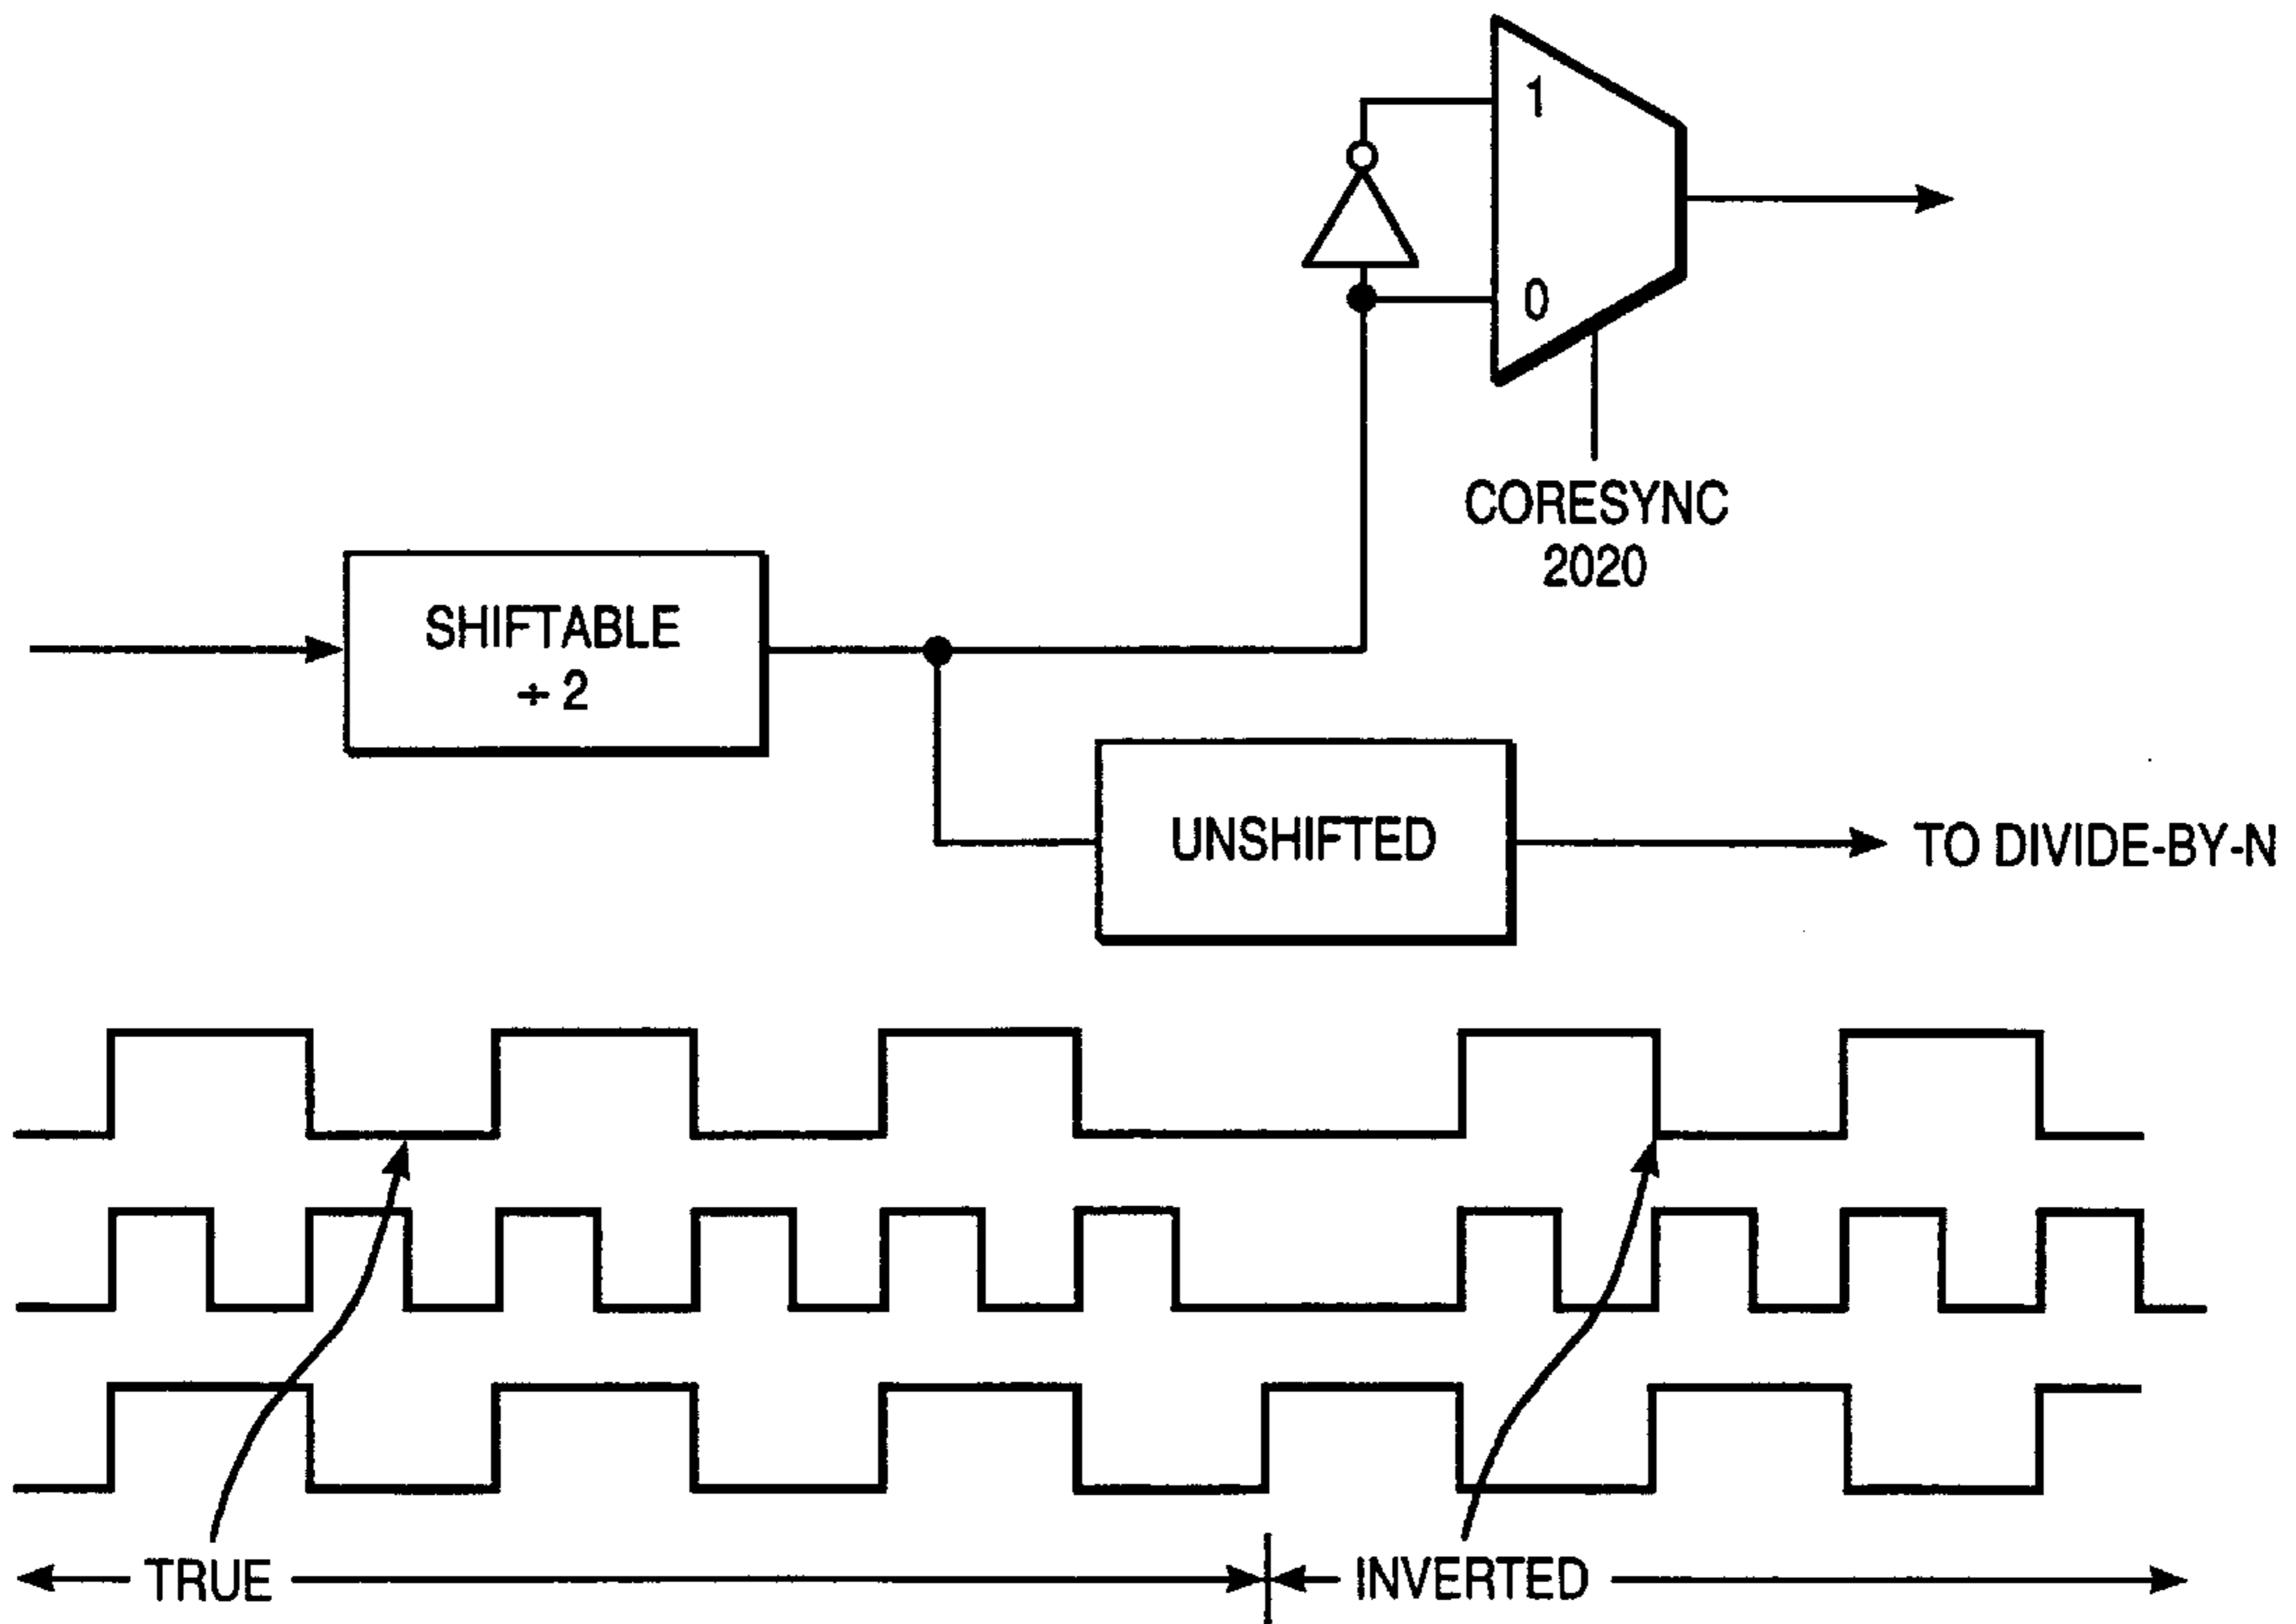 1
0
CORESYNC
2020
SHIFTABLE
÷ 2
UNSHIFTED
TO DIVIDE-BY-N
TRUE
INVERTED